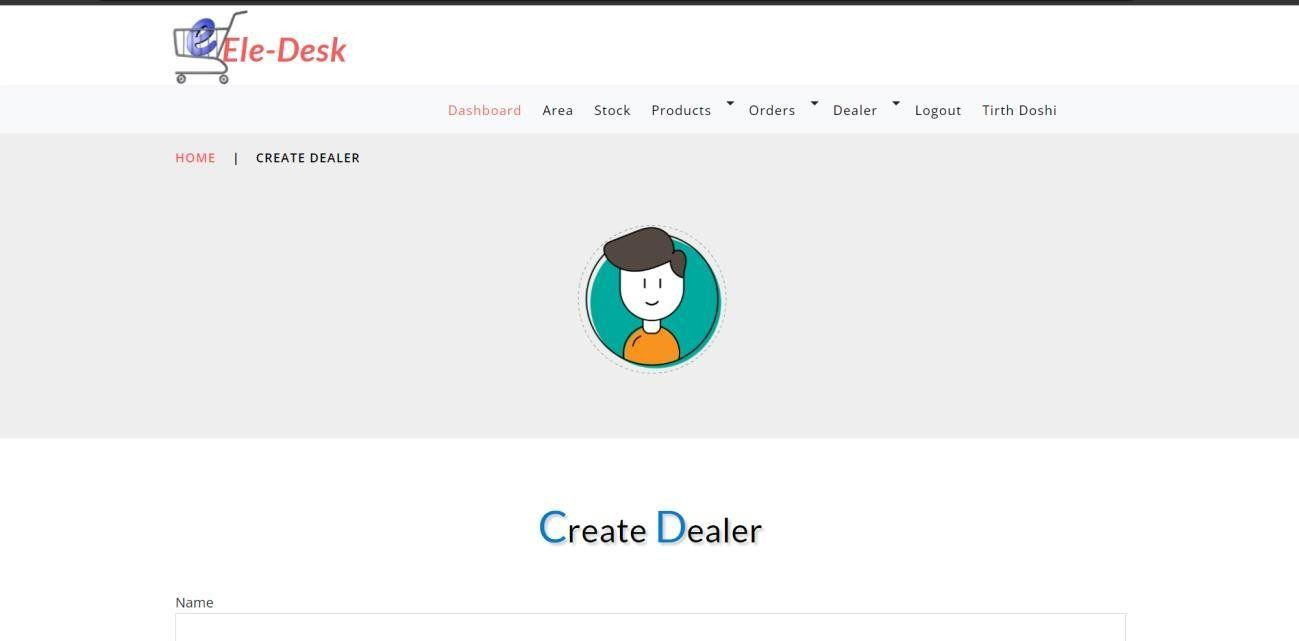 Ele-Desk
Dashboard Area Stock Products Orders Dealer Logout Tirth Doshi
HOME | CREATE DEALER
Create Dealer
Name